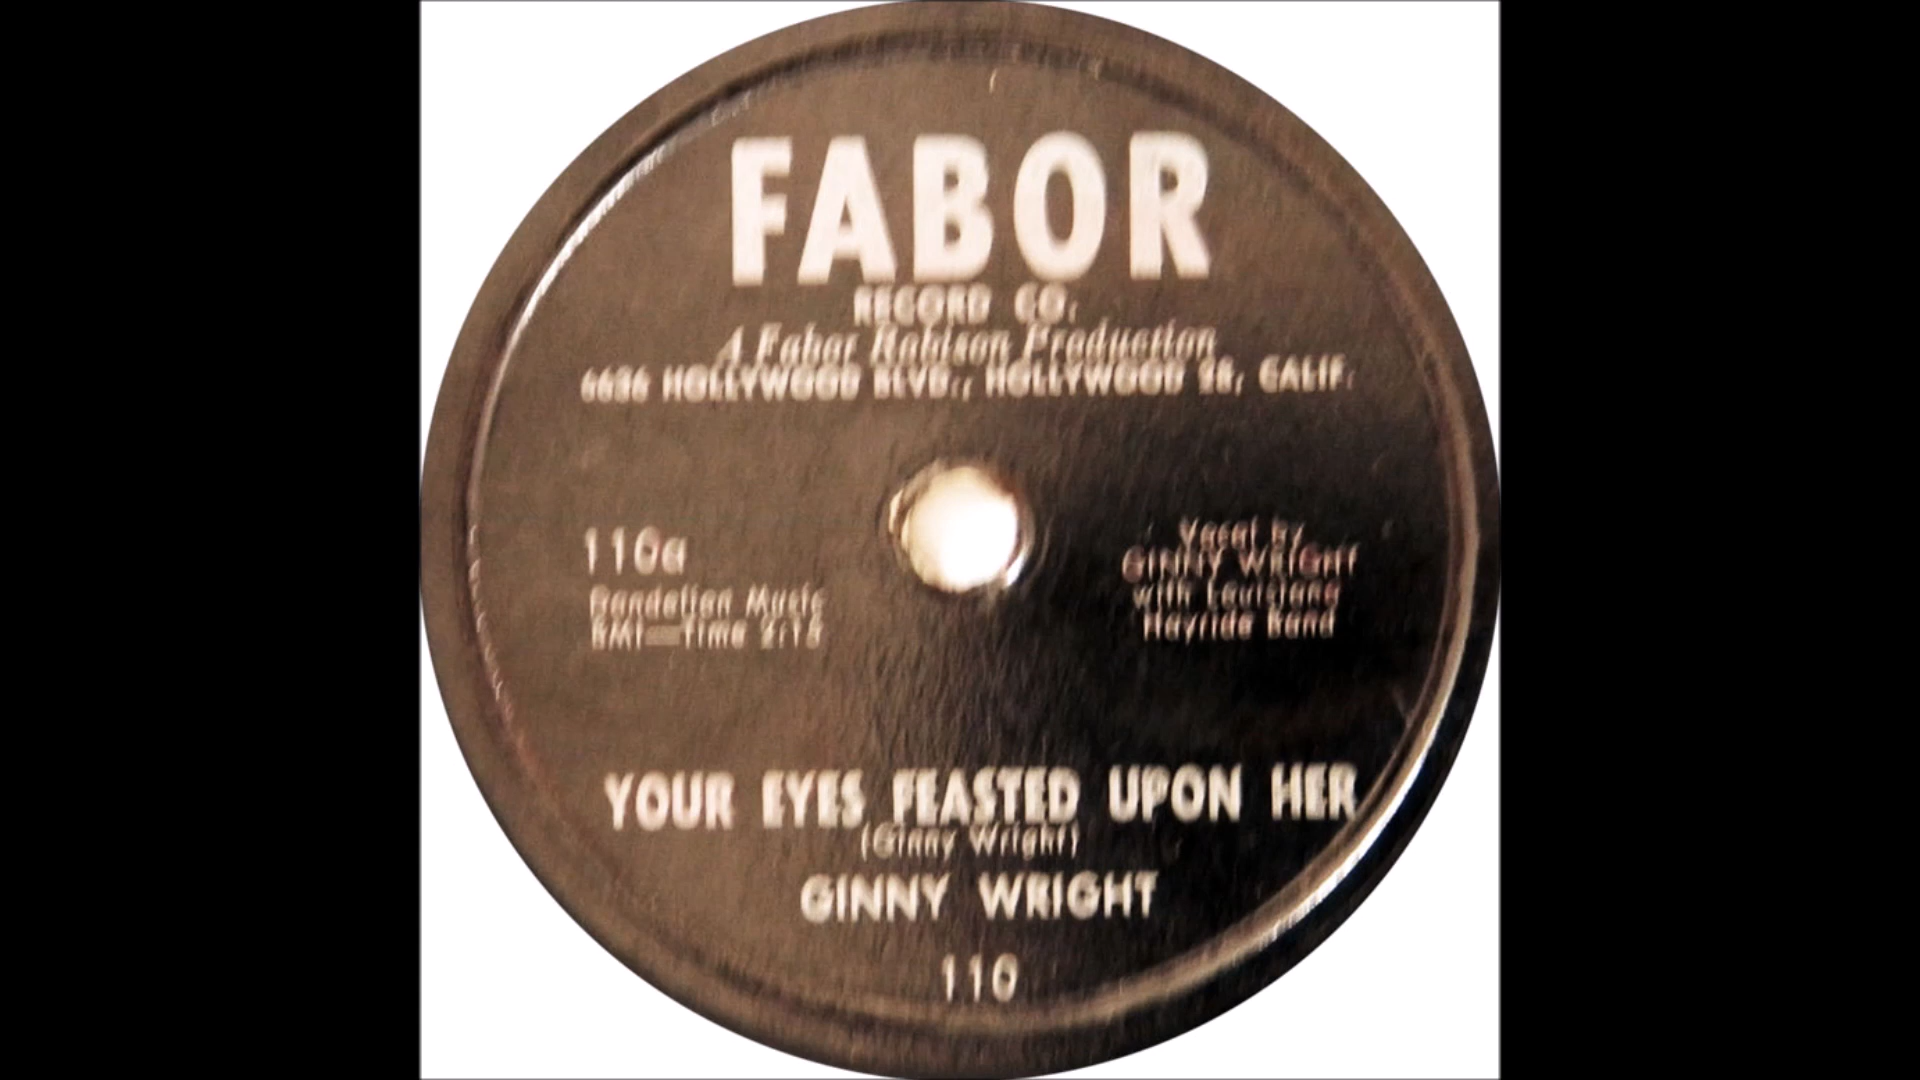 FABOR
RECORD CO.
A Fabor Robison Production
6636 HOLLYWOOD BLVD., HOLLYWOOD 28, CALIF.
110a
Dandelion Music
BMI—Time 2:15
Vocal by
GINNY WRIGHT
with Louisiana
Hayride Band
YOUR EYES FEASTED UPON HER
(Ginny Wright)
GINNY WRIGHT
110